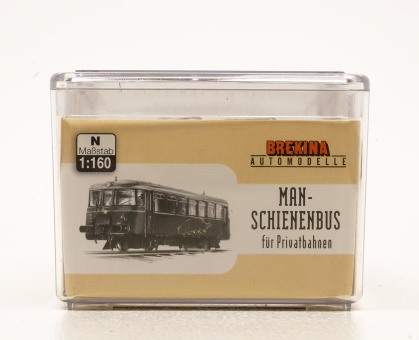 N
Maßstab
1:160
BREKINA
AUTOMODELLE
MAN-
SCHIENENBUS
für Privatbahnen